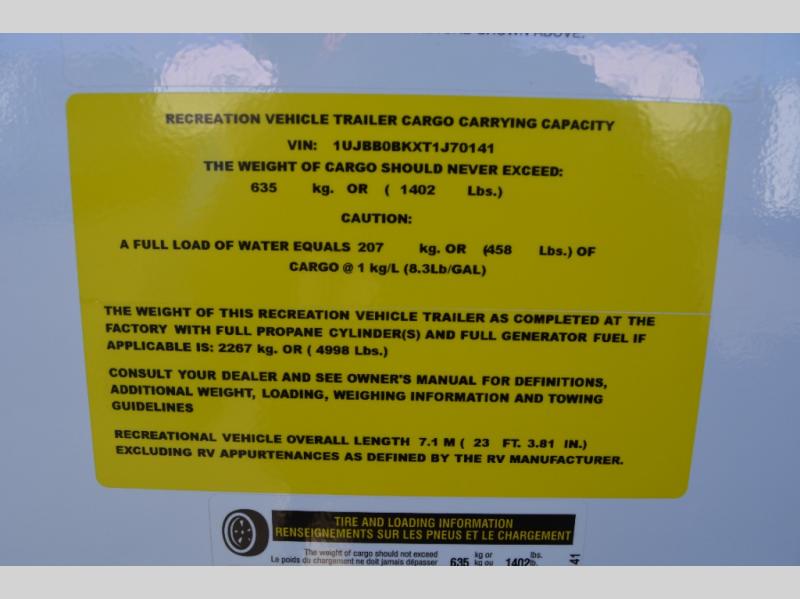 SHOWN ABOVE.
RECREATION VEHICLE TRAILER CARGO CARRYING CAPACITY
VIN: 1UJBB0BKXT1J70141
THE WEIGHT OF CARGO SHOULD NEVER EXCEED:
635 kg. OR ( 1402 Lbs.)
CAUTION:
A FULL LOAD OF WATER EQUALS 207 kg. OR (458 Lbs.) OF
CARGO @ 1 kg/L (8.3Lb/GAL)
THE WEIGHT OF THIS RECREATION VEHICLE TRAILER AS COMPLETED AT THE
FACTORY WITH FULL PROPANE CYLINDER(S) AND FULL GENERATOR FUEL IF
APPLICABLE IS: 2267 kg. OR ( 4998 Lbs.)
CONSULT YOUR DEALER AND SEE OWNER'S MANUAL FOR DEFINITIONS,
ADDITIONAL WEIGHT, LOADING, WEIGHING INFORMATION AND TOWING
GUIDELINES
RECREATIONAL VEHICLE OVERALL LENGTH 7.1 M ( 23 FT. 3.81 IN.)
EXCLUDING RV APPURTENANCES AS DEFINED BY THE RV MANUFACTURER.
TIRE AND LOADING INFORMATION
RENSEIGNEMENTS SUR LES PNEUS ET LE CHARGEMENT
The weight of cargo should not exceed kg or lbs.
La poids du chargement ne doit jamais dépasser 635 kg ou 1402 lb.
41